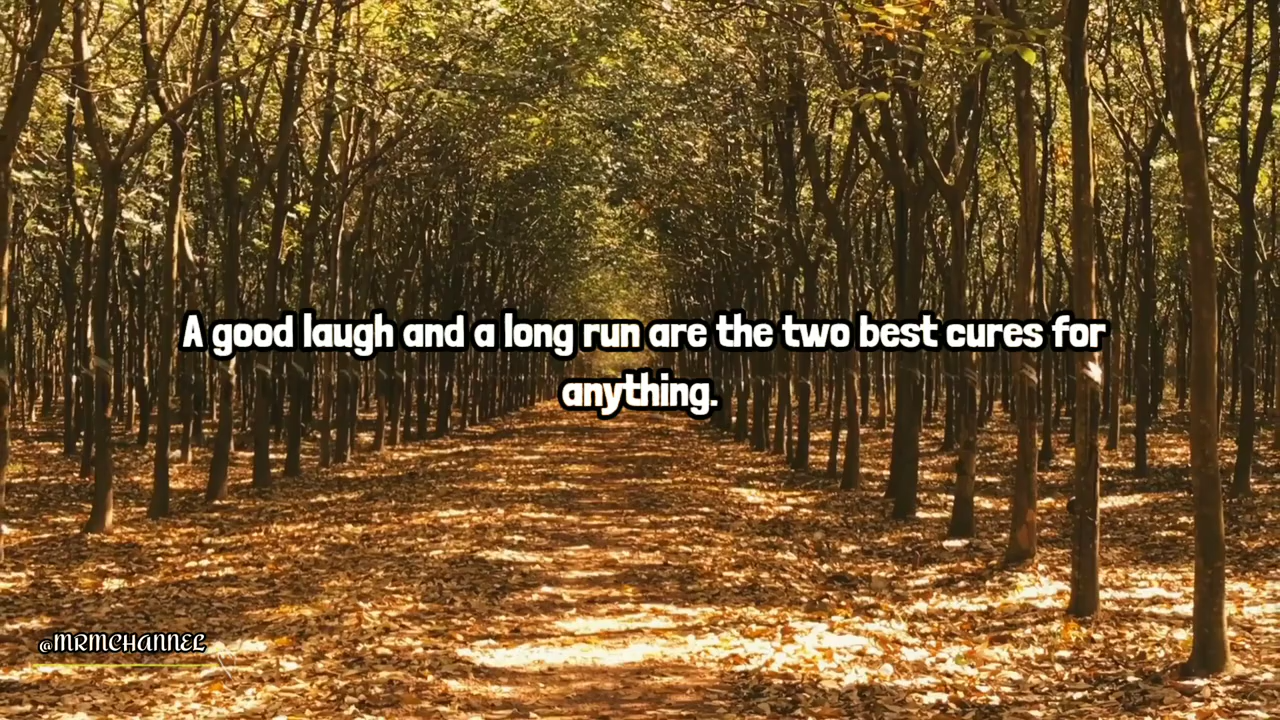 A good laugh and a long run are the two best cures for
anything.
@MRMCHANNEL